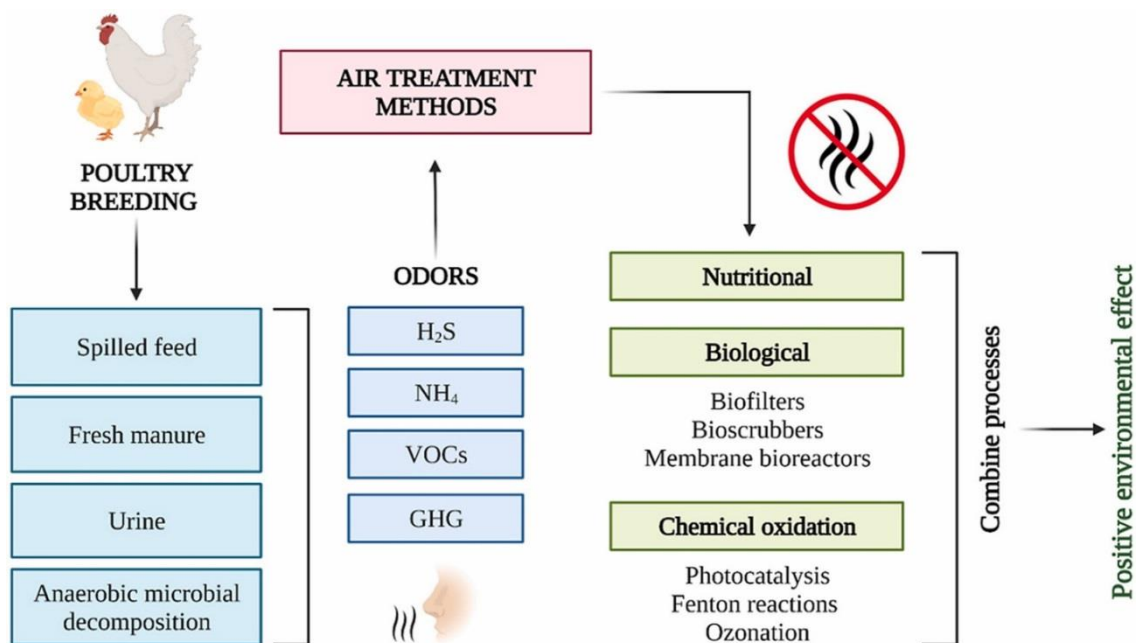 POULTRY
BREEDING
Spilled feed
Fresh manure
Urine
Anaerobic microbial
decomposition
ODORS
H₂S
NH₄
VOCs
GHG
AIR TREATMENT
METHODS
Nutritional
Biological
Biofilters
Bioscrubbers
Membrane bioreactors
Chemical oxidation
Photocatalysis
Fenton reactions
Ozonation
Combine processes
Positive environmental effect